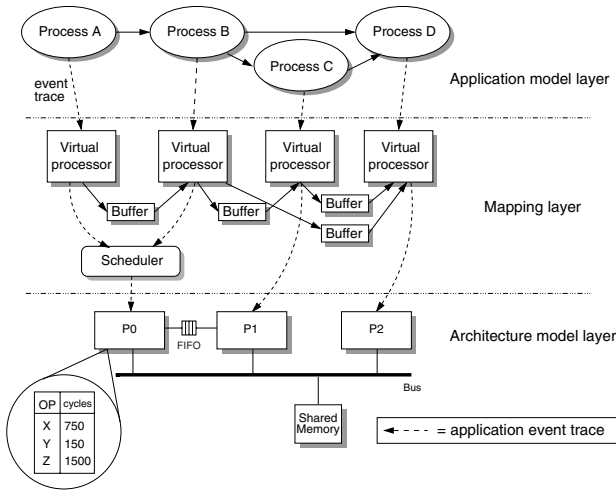 Process A
Process B
Process D
Process C
event
trace
Application model layer
Virtual
processor
Virtual
processor
Virtual
processor
Virtual
processor
Buffer
Buffer
Buffer
Buffer
Mapping layer
Scheduler
P0
FIFO
P1
P2
Architecture model layer
Bus
OP cycles
X 750
Y 150
Z 1500
Shared
Memory
= application event trace